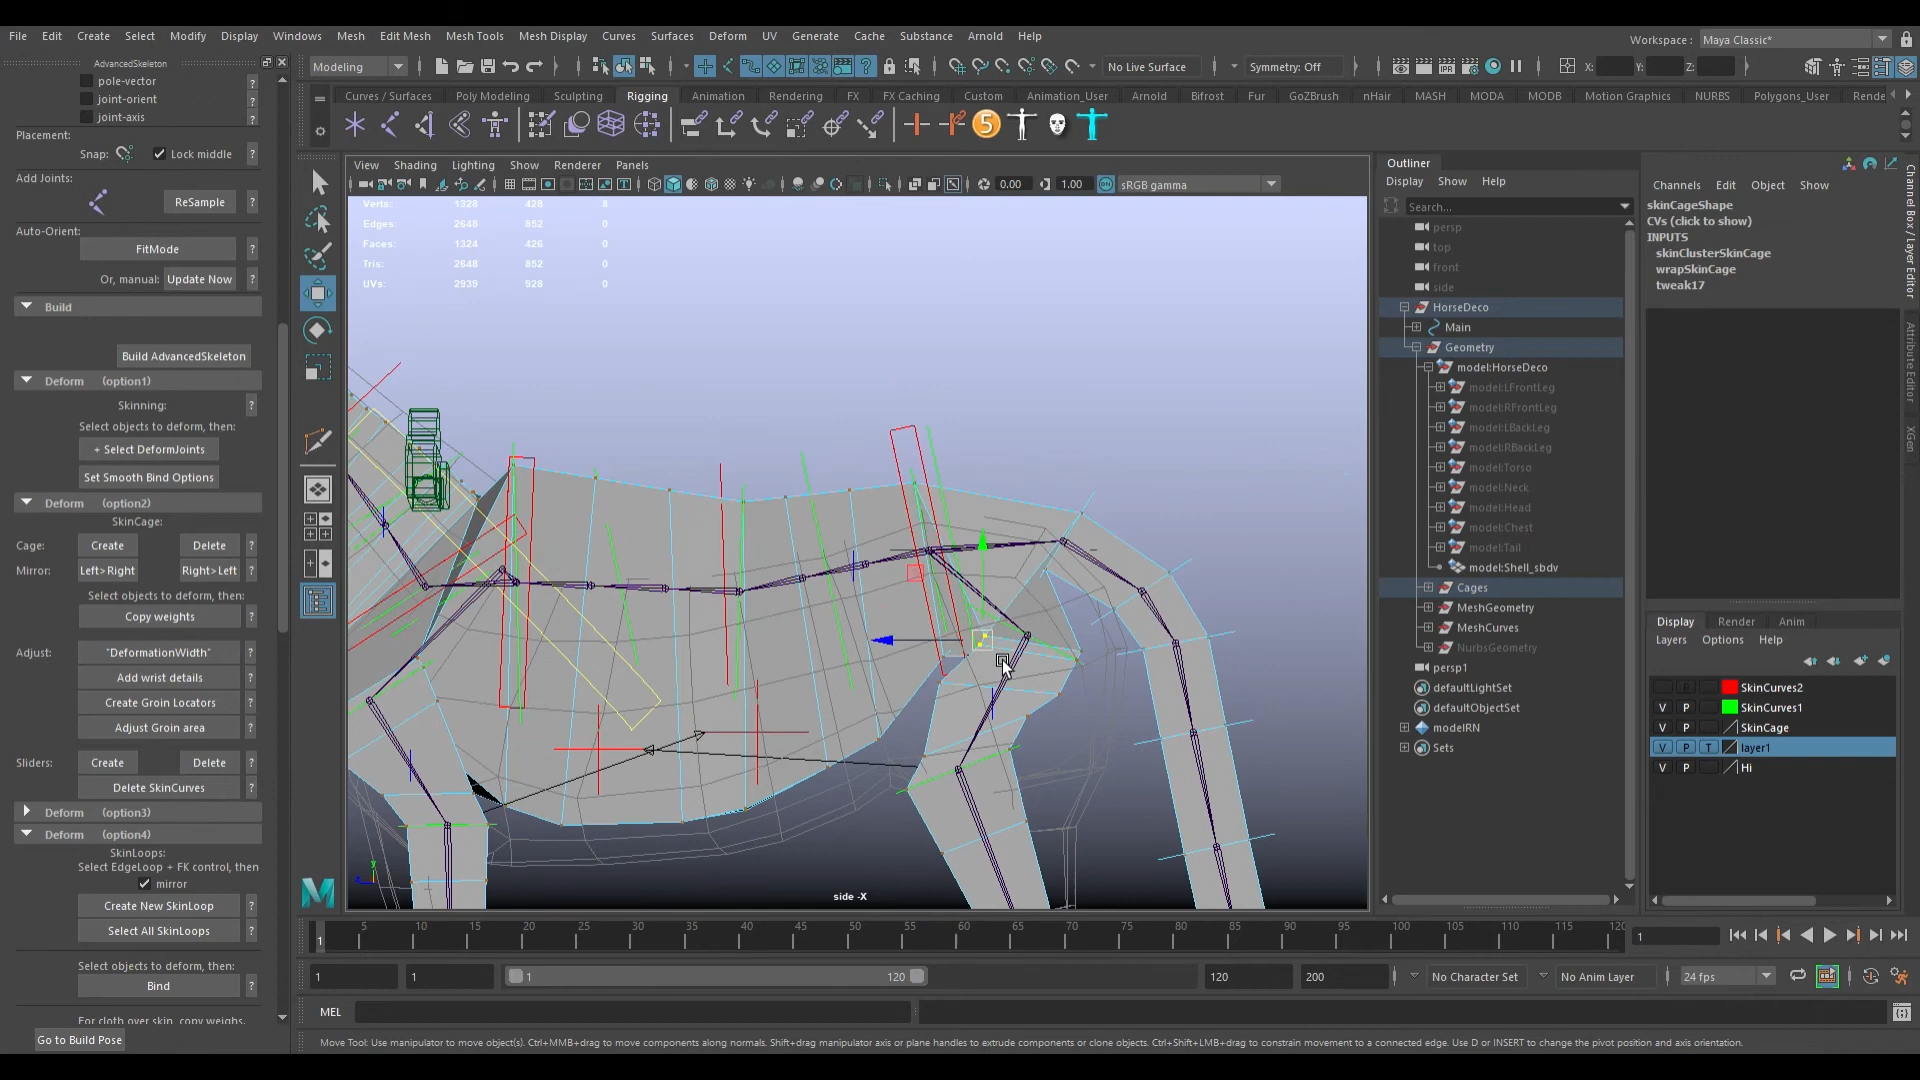 File Edit Create Select Modify Display Windows Mesh Edit Mesh Mesh Tools Mesh Display Curves Surfaces Deform UV Generate Cache Substance Arnold Help
Workspace : Maya Classic*
AdvancedSkeleton
Modeling
No Live Surface
Symmetry: Off
X: Y: Z:
Curves / Surfaces Poly Modeling Sculpting Rigging Animation Rendering FX FX Caching Custom Animation_User Arnold Bifrost Fur GoZBrush nHair MASH MODA MODB Motion Graphics NURBS Polygons_User Rende
pole-vector ?
joint-orient ?
joint-axis ?
Placement:
Snap: Lock middle ?
Add Joints:
ReSample ?
Auto-Orient:
FitMode ?
Or, manual: Update Now ?
Build
Build AdvancedSkeleton
Deform (option1)
Skinning: ?
Select objects to deform, then:
+ Select DeformJoints ?
Set Smooth Bind Options ?
Deform (option2)
SkinCage:
Cage: Create Delete ?
Mirror: Left>Right Right>Left ?
Select objects to deform, then:
Copy weights ?
Adjust: "DeformationWidth" ?
Add wrist details ?
Create Groin Locators ?
Adjust Groin area ?
Sliders: Create Delete ?
Delete SkinCurves ?
Deform (option3)
Deform (option4)
SkinLoops:
Select EdgeLoop + FK control, then
mirror ?
Create New SkinLoop ?
Select All SkinLoops ?
Select objects to deform, then:
Bind ?
For cloth over skin, copy weighs,
Go to Build Pose
View Shading Lighting Show Renderer Panels
0.00 1.00 ON sRGB gamma
Verts: 1328 428 8
Edges: 2648 852 0
Faces: 1324 426 0
Tris: 2648 852 0
UVs: 2939 928 0
side -X
Outliner
Display Show Help
Search...
persp
top
front
side
HorseDeco
Main
Geometry
model:HorseDeco
model:LFrontLeg
model:RFrontLeg
model:LBackLeg
model:RBackLeg
model:Torso
model:Neck
model:Head
model:Chest
model:Tail
model:Shell_sbdv
Cages
MeshGeometry
MeshCurves
NurbsGeometry
persp1
defaultLightSet
defaultObjectSet
modelRN
Sets
Channels Edit Object Show
skinCageShape
CVs (click to show)
INPUTS
skinClusterSkinCage
wrapSkinCage
tweak17
Display Render Anim
Layers Options Help
SkinCurves2
V P SkinCurves1
V P SkinCage
V P T layer1
V P Hi
Channel Box / Layer Editor
Attribute Editor
XGen
1 5 10 15 20 25 30 35 40 45 50 55 60 65 70 75 80 85 90 95 100 105 110 115 120
1
1 1 1 120 120 200 No Character Set No Anim Layer 24 fps
MEL
Move Tool: Use manipulator to move object(s). Ctrl+MMB+drag to move components along normals. Shift+drag manipulator axis or plane handles to extrude components or clone objects. Ctrl+Shift+LMB+drag to constrain movement to a connected edge. Use D or INSERT to change the pivot position and axis orientation.